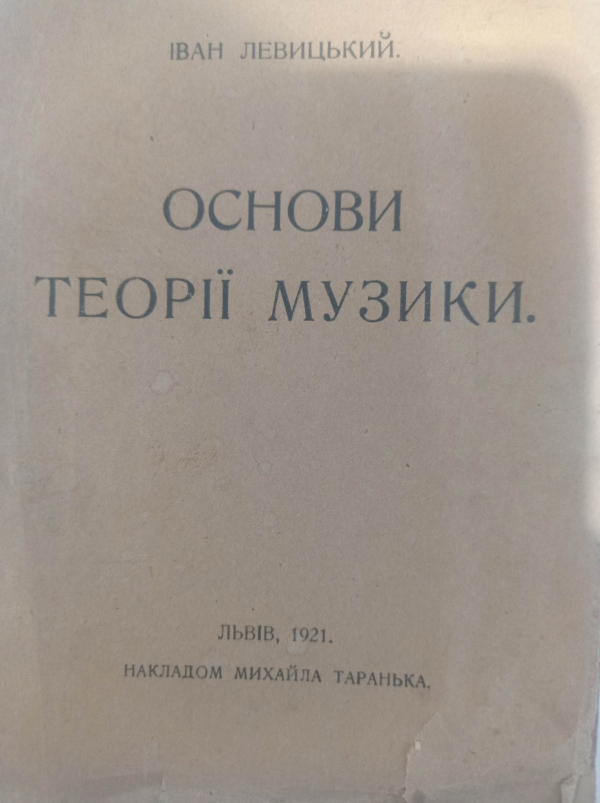 ІВАН ЛЕВИЦЬКИЙ.
ОСНОВИ
ТЕОРІЇ МУЗИКИ.
ЛЬВІВ, 1921.
НАКЛАДОМ МИХАЙЛА ТАРАНЬКА.